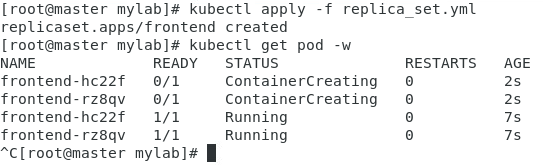 [root@master mylab]# kubectl apply -f replica_set.yml
replicaset.apps/frontend created
[root@master mylab]# kubectl get pod -w
NAME             READY   STATUS              RESTARTS   AGE
frontend-hc22f   0/1     ContainerCreating   0          2s
frontend-rz8qv   0/1     ContainerCreating   0          2s
frontend-hc22f   1/1     Running             0          7s
frontend-rz8qv   1/1     Running             0          7s
^C[root@master mylab]#